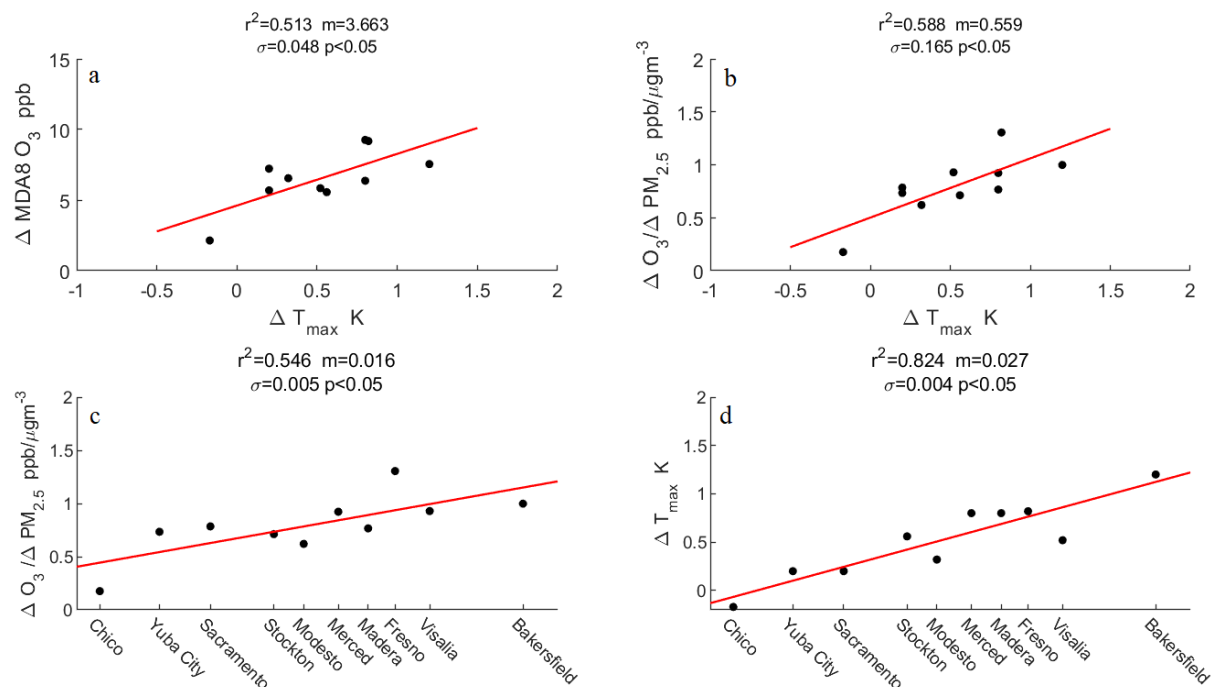 r²=0.513 m=3.663
σ=0.048 p<0.05
a
Δ MDA8 O₃ ppb
15
10
5
0
-1 -0.5 0 0.5 1 1.5 2
Δ Tₘₐₓ K
r²=0.588 m=0.559
σ=0.165 p<0.05
b
Δ O₃/Δ PM₂.₅ ppb/μgm⁻³
2
1.5
1
0.5
0
-1 -0.5 0 0.5 1 1.5 2
Δ Tₘₐₓ K
r²=0.546 m=0.016
σ=0.005 p<0.05
c
Δ O₃/Δ PM₂.₅ ppb/μgm⁻³
2
1.5
1
0.5
0
Chico
Yuba City
Sacramento
Stockton
Modesto
Merced
Madera
Fresno
Visalia
Bakersfield
r²=0.824 m=0.027
σ=0.004 p<0.05
d
Δ Tₘₐₓ K
2
1.5
1
0.5
0
Chico
Yuba City
Sacramento
Stockton
Modesto
Merced
Madera
Fresno
Visalia
Bakersfield